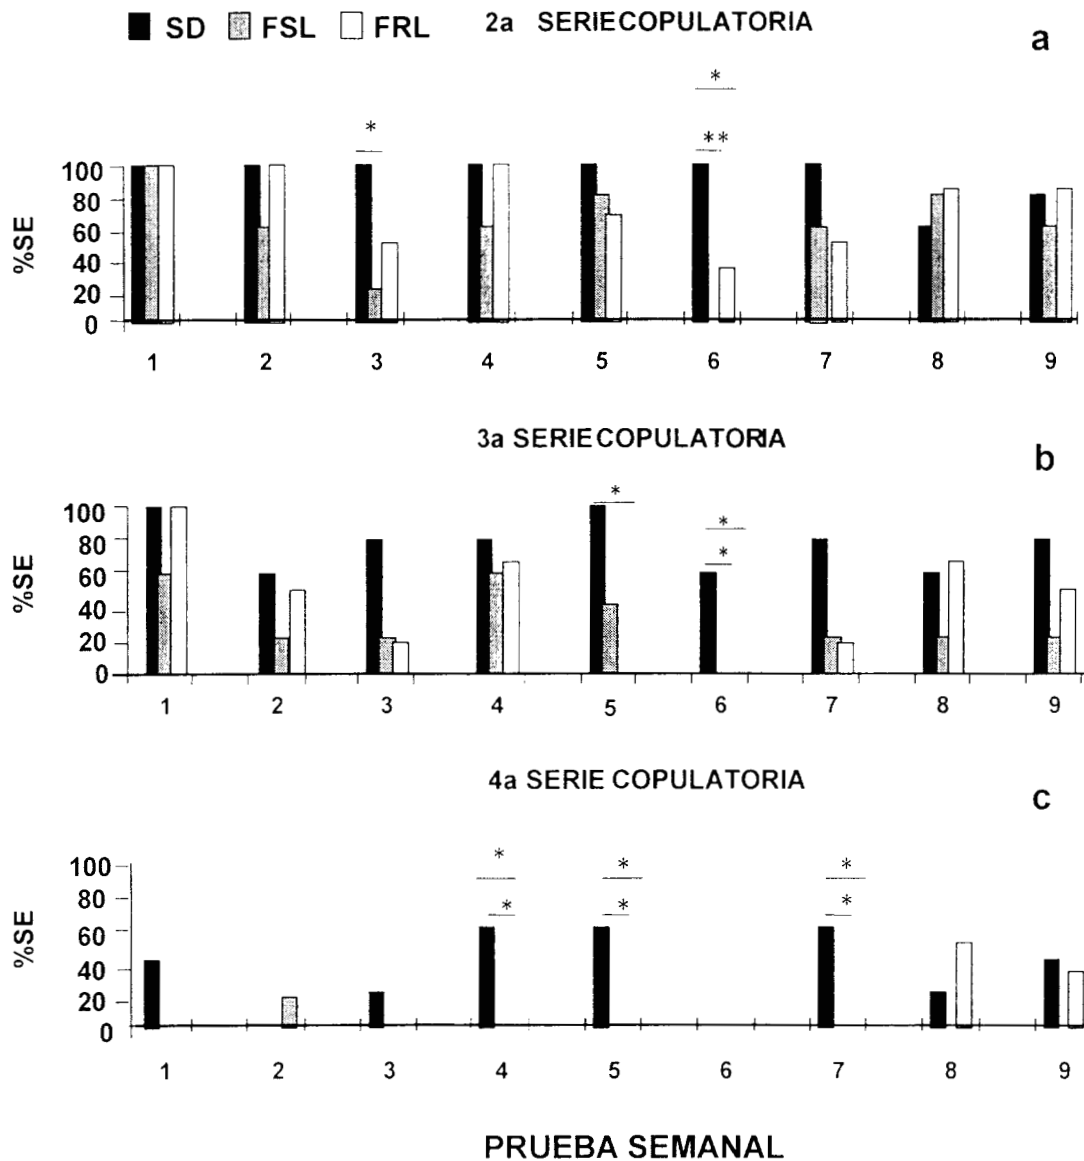 SD FSL FRL 2a SERIECOPULATORIA
a
*
* **
100
80
60
40
20
0
%SE
1 2 3 4 5 6 7 8 9
3a SERIECOPULATORIA
b
* *
*
100
80
60
40
20
0
%SE
1 2 3 4 5 6 7 8 9
4a SERIE COPULATORIA
c
* * *
* * *
100
80
60
40
20
0
%SE
1 2 3 4 5 6 7 8 9
PRUEBA SEMANAL